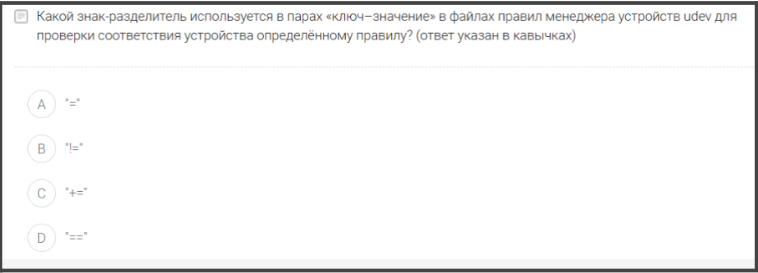 Какой знак-разделитель используется в парах «ключ–значение» в файлах правил менеджера устройств udev для
проверки соответствия устройства определённому правилу? (ответ указан в кавычках)
A "="
B "!="
C "+="
D "=="